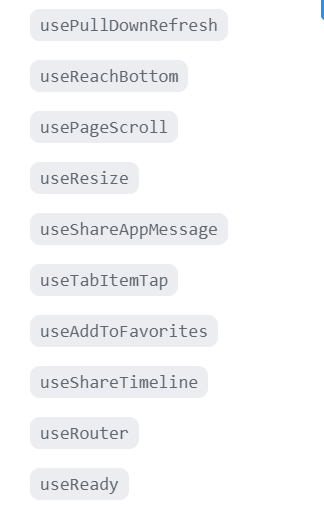 usePullDownRefresh
useReachBottom
usePageScroll
useResize
useShareAppMessage
useTabItemTap
useAddToFavorites
useShareTimeline
useRouter
useReady